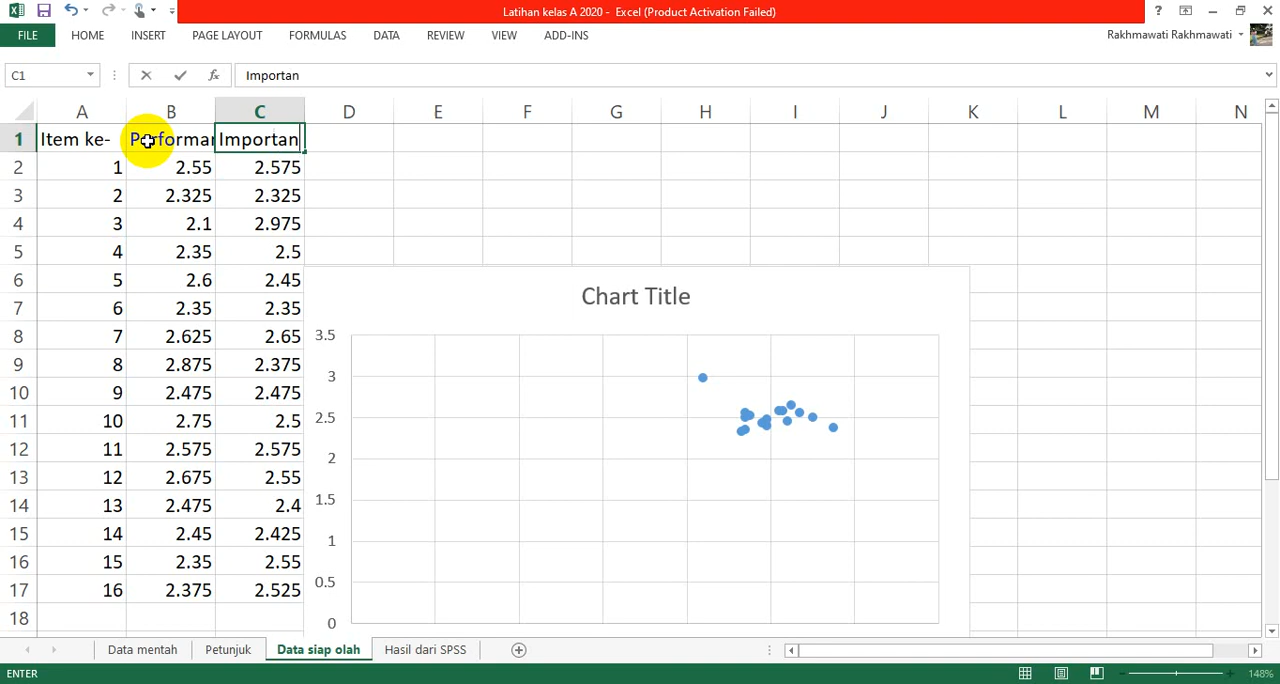 Latihan kelas A 2020 - Excel (Product Activation Failed)
FILE HOME INSERT PAGE LAYOUT FORMULAS DATA REVIEW VIEW ADD-INS Rakhmawati Rakhmawati
C1 fx Importan
A B C D E F G H I J K L M N
1 Item ke- Performan Importan
2 1 2.55 2.575
3 2 2.325 2.325
4 3 2.1 2.975
5 4 2.35 2.5
6 5 2.6 2.45
7 6 2.35 2.35
8 7 2.625 2.65
9 8 2.875 2.375
10 9 2.475 2.475
11 10 2.75 2.5
12 11 2.575 2.575
13 12 2.675 2.55
14 13 2.475 2.4
15 14 2.45 2.425
16 15 2.35 2.55
17 16 2.375 2.525
18
Chart Title
3.5
3
2.5
2
1.5
1
0.5
0
Data mentah Petunjuk Data siap olah Hasil dari SPSS
ENTER 148%